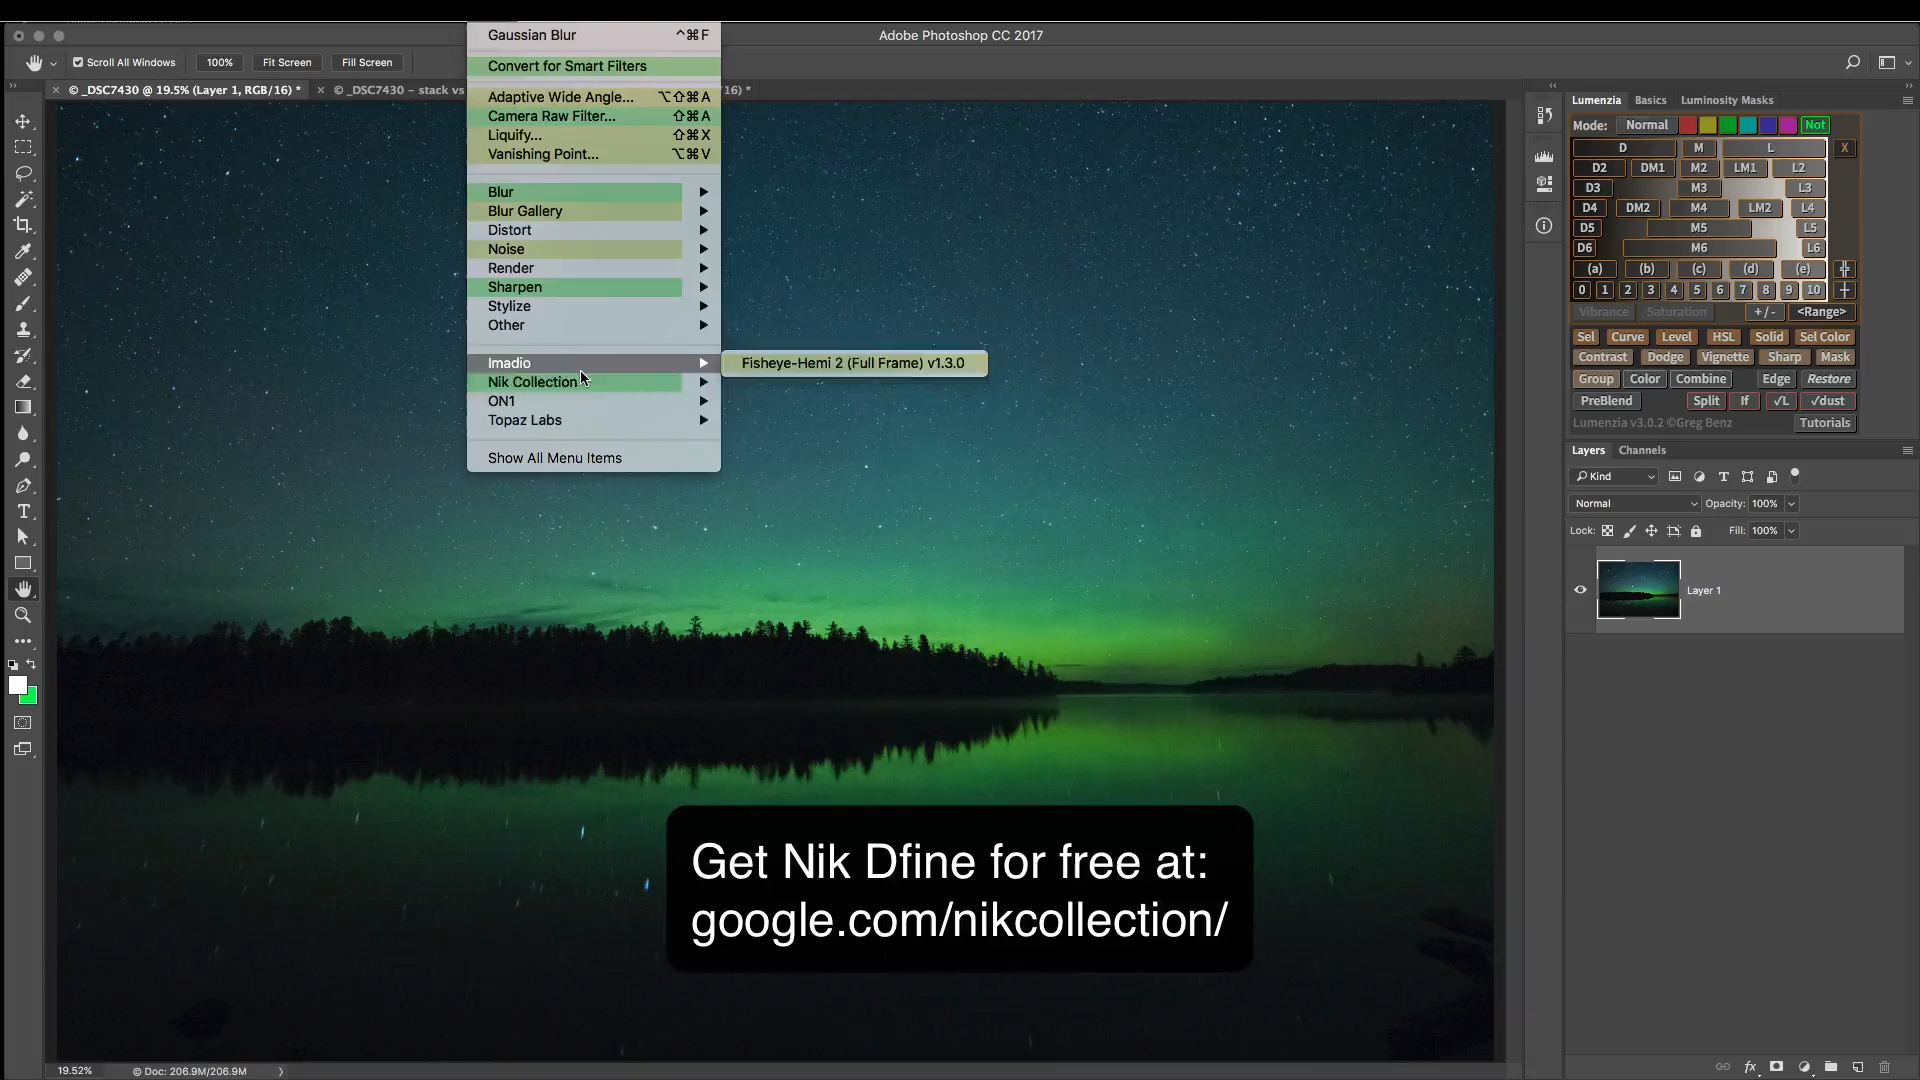 Adobe Photoshop CC 2017
Scroll All Windows
100%
Fit Screen
Fill Screen
© _DSC7430 @ 19.5% (Layer 1, RGB/16) *
© _DSC7430 – stack vs
16) *
Gaussian Blur ^⌘F
Convert for Smart Filters
Adaptive Wide Angle... ⌥⇧⌘A
Camera Raw Filter... ⇧⌘A
Liquify... ⇧⌘X
Vanishing Point... ⌥⌘V
Blur
Blur Gallery
Distort
Noise
Render
Sharpen
Stylize
Other
Imadio
Fisheye-Hemi 2 (Full Frame) v1.3.0
Nik Collection
ON1
Topaz Labs
Show All Menu Items
Get Nik Dfine for free at:
google.com/nikcollection/
19.52%
© Doc: 206.9M/206.9M
Lumenzia Basics Luminosity Masks
Mode: Normal Not
D M L X
D2 DM1 M2 LM1 L2
D3 M3 L3
D4 DM2 M4 LM2 L4
D5 M5 L5
D6 M6 L6
(a) (b) (c) (d) (e)
0 1 2 3 4 5 6 7 8 9 10
Vibrance Saturation +/- <Range>
Sel Curve Level HSL Solid Sel Color
Contrast Dodge Vignette Sharp Mask
Group Color Combine Edge Restore
PreBlend Split If √L √dust
Lumenzia v3.0.2 ©Greg Benz Tutorials
Layers Channels
Kind
Normal Opacity: 100%
Lock: Fill: 100%
Layer 1
fx